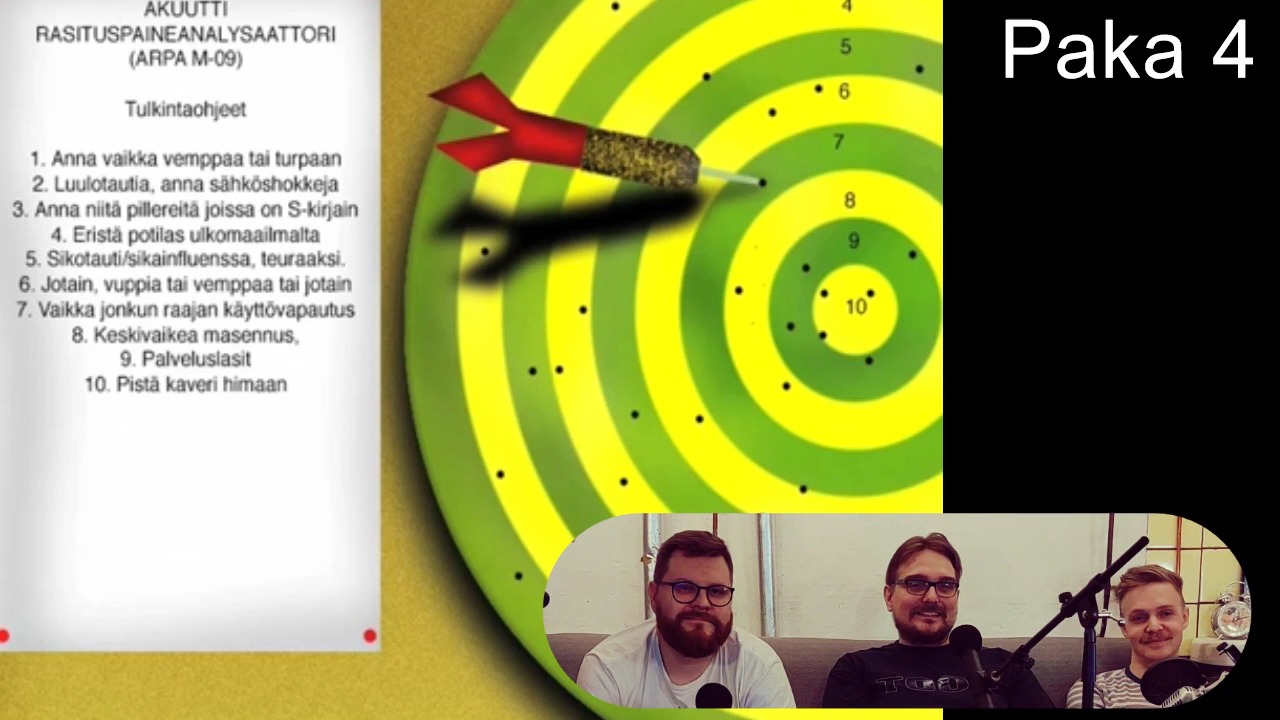 AKUUTTI
RASITUSPAINEANALYSAATTORI
(ARPA M-09)
Tulkintaohjeet
1. Anna vaikka vemppaa tai turpaan
2. Luulotautia, anna sähköshokkeja
3. Anna niitä pillereitä joissa on S-kirjain
4. Eristä potilas ulkomaailmalta
5. Sikotauti/sikainfluenssa, teuraaksi.
6. Jotain, vuppia tai vemppaa tai jotain
7. Vaikka jonkun raajan käyttövapautus
8. Keskivaikea masennus,
9. Palveluslasit
10. Pistä kaveri himaan
4
5
6
7
8
9
10
Paka 4